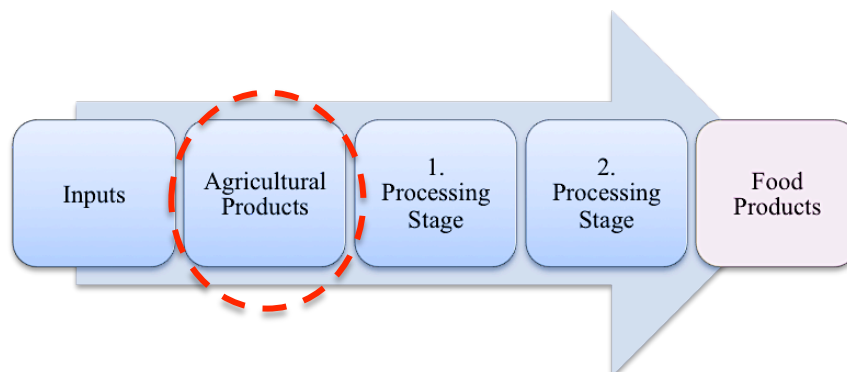 Inputs
Agricultural
Products
1.
Processing
Stage
2.
Processing
Stage
Food
Products